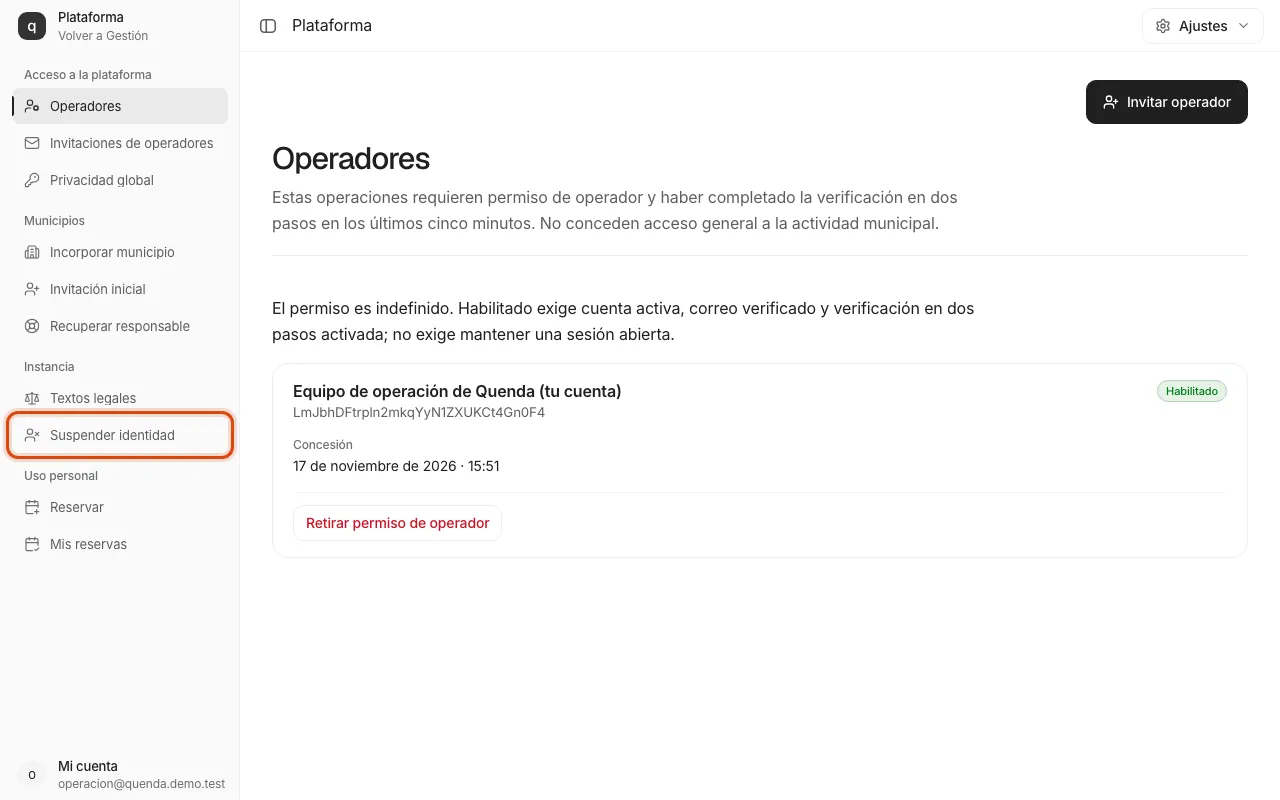 q
Plataforma
Volver a Gestión
Acceso a la plataforma
Operadores
Invitaciones de operadores
Privacidad global
Municipios
Incorporar municipio
Invitación inicial
Recuperar responsable
Instancia
Textos legales
Suspender identidad
Uso personal
Reservar
Mis reservas
O
Mi cuenta
operacion@quenda.demo.test
Plataforma
Ajustes
Invitar operador
Operadores
Estas operaciones requieren permiso de operador y haber completado la verificación en dos
pasos en los últimos cinco minutos. No conceden acceso general a la actividad municipal.
El permiso es indefinido. Habilitado exige cuenta activa, correo verificado y verificación en dos
pasos activada; no exige mantener una sesión abierta.
Equipo de operación de Quenda (tu cuenta)
Habilitado
LmJbhDFtrpln2mkqYyN1ZXUKCt4Gn0F4
Concesión
17 de noviembre de 2026 · 15:51
Retirar permiso de operador